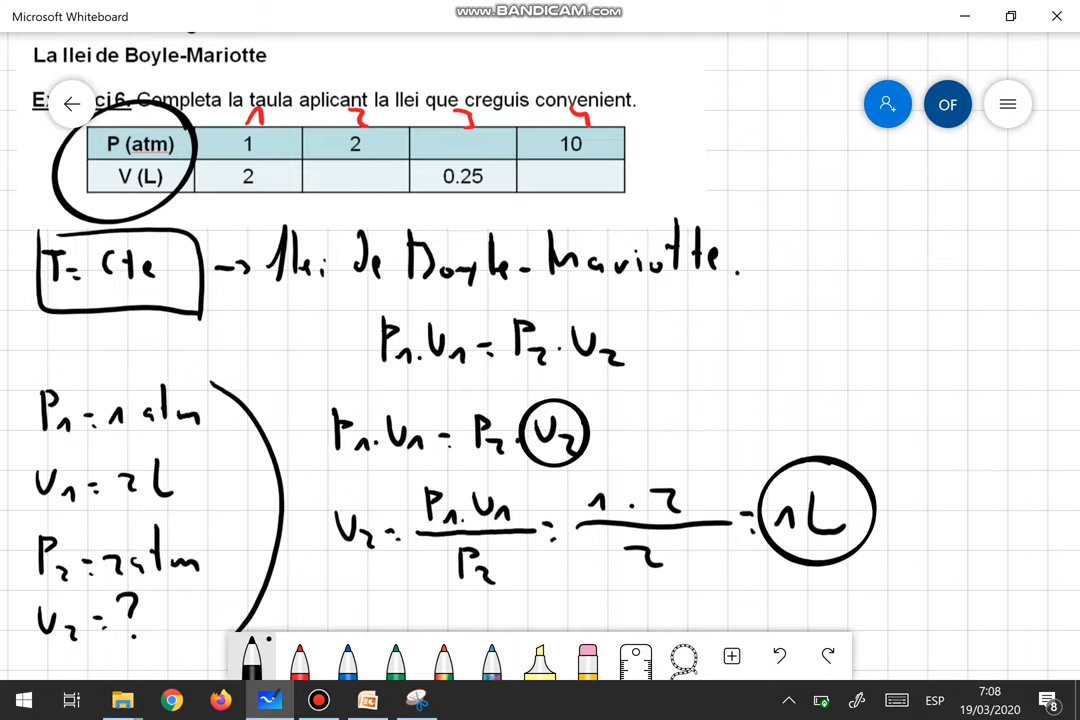 www.BANDICAM.com
Microsoft Whiteboard
La llei de Boyle-Mariotte
ci 6. Completa la taula aplicant la llei que creguis convenient.
1 2 3 4
P (atm) 1 2 10
V (L) 2 0.25
OF
T = Cte → llei de Boyle-Mariotte.
P1 . V1 = P2 . V2
P1 = 1 atm
V1 = 2 L
P2 = 2 atm
V2 = ?
P1 . V1 = P2 . V2
V2 = P1 . V1 / P2 = 1 . 2 / 2 = 1 L
ESP
7:08
19/03/2020
8